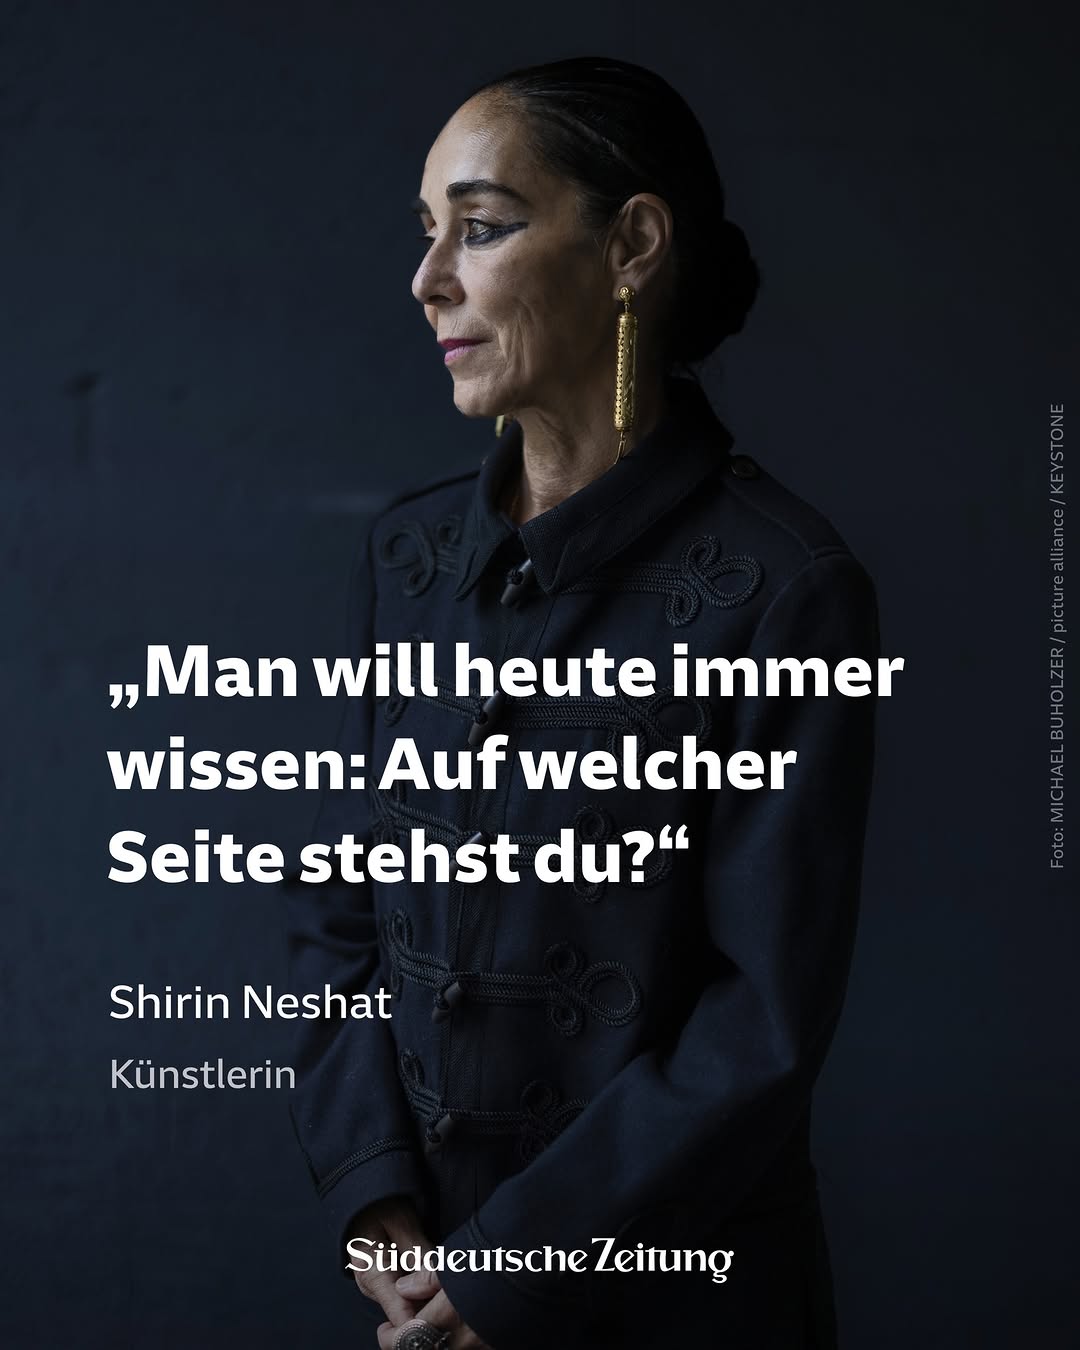 „Man will heute immer
wissen: Auf welcher
Seite stehst du?“
Shirin Neshat
Künstlerin
Süddeutsche Zeitung
Foto: MICHAEL BUHOLZER / picture alliance / KEYSTONE